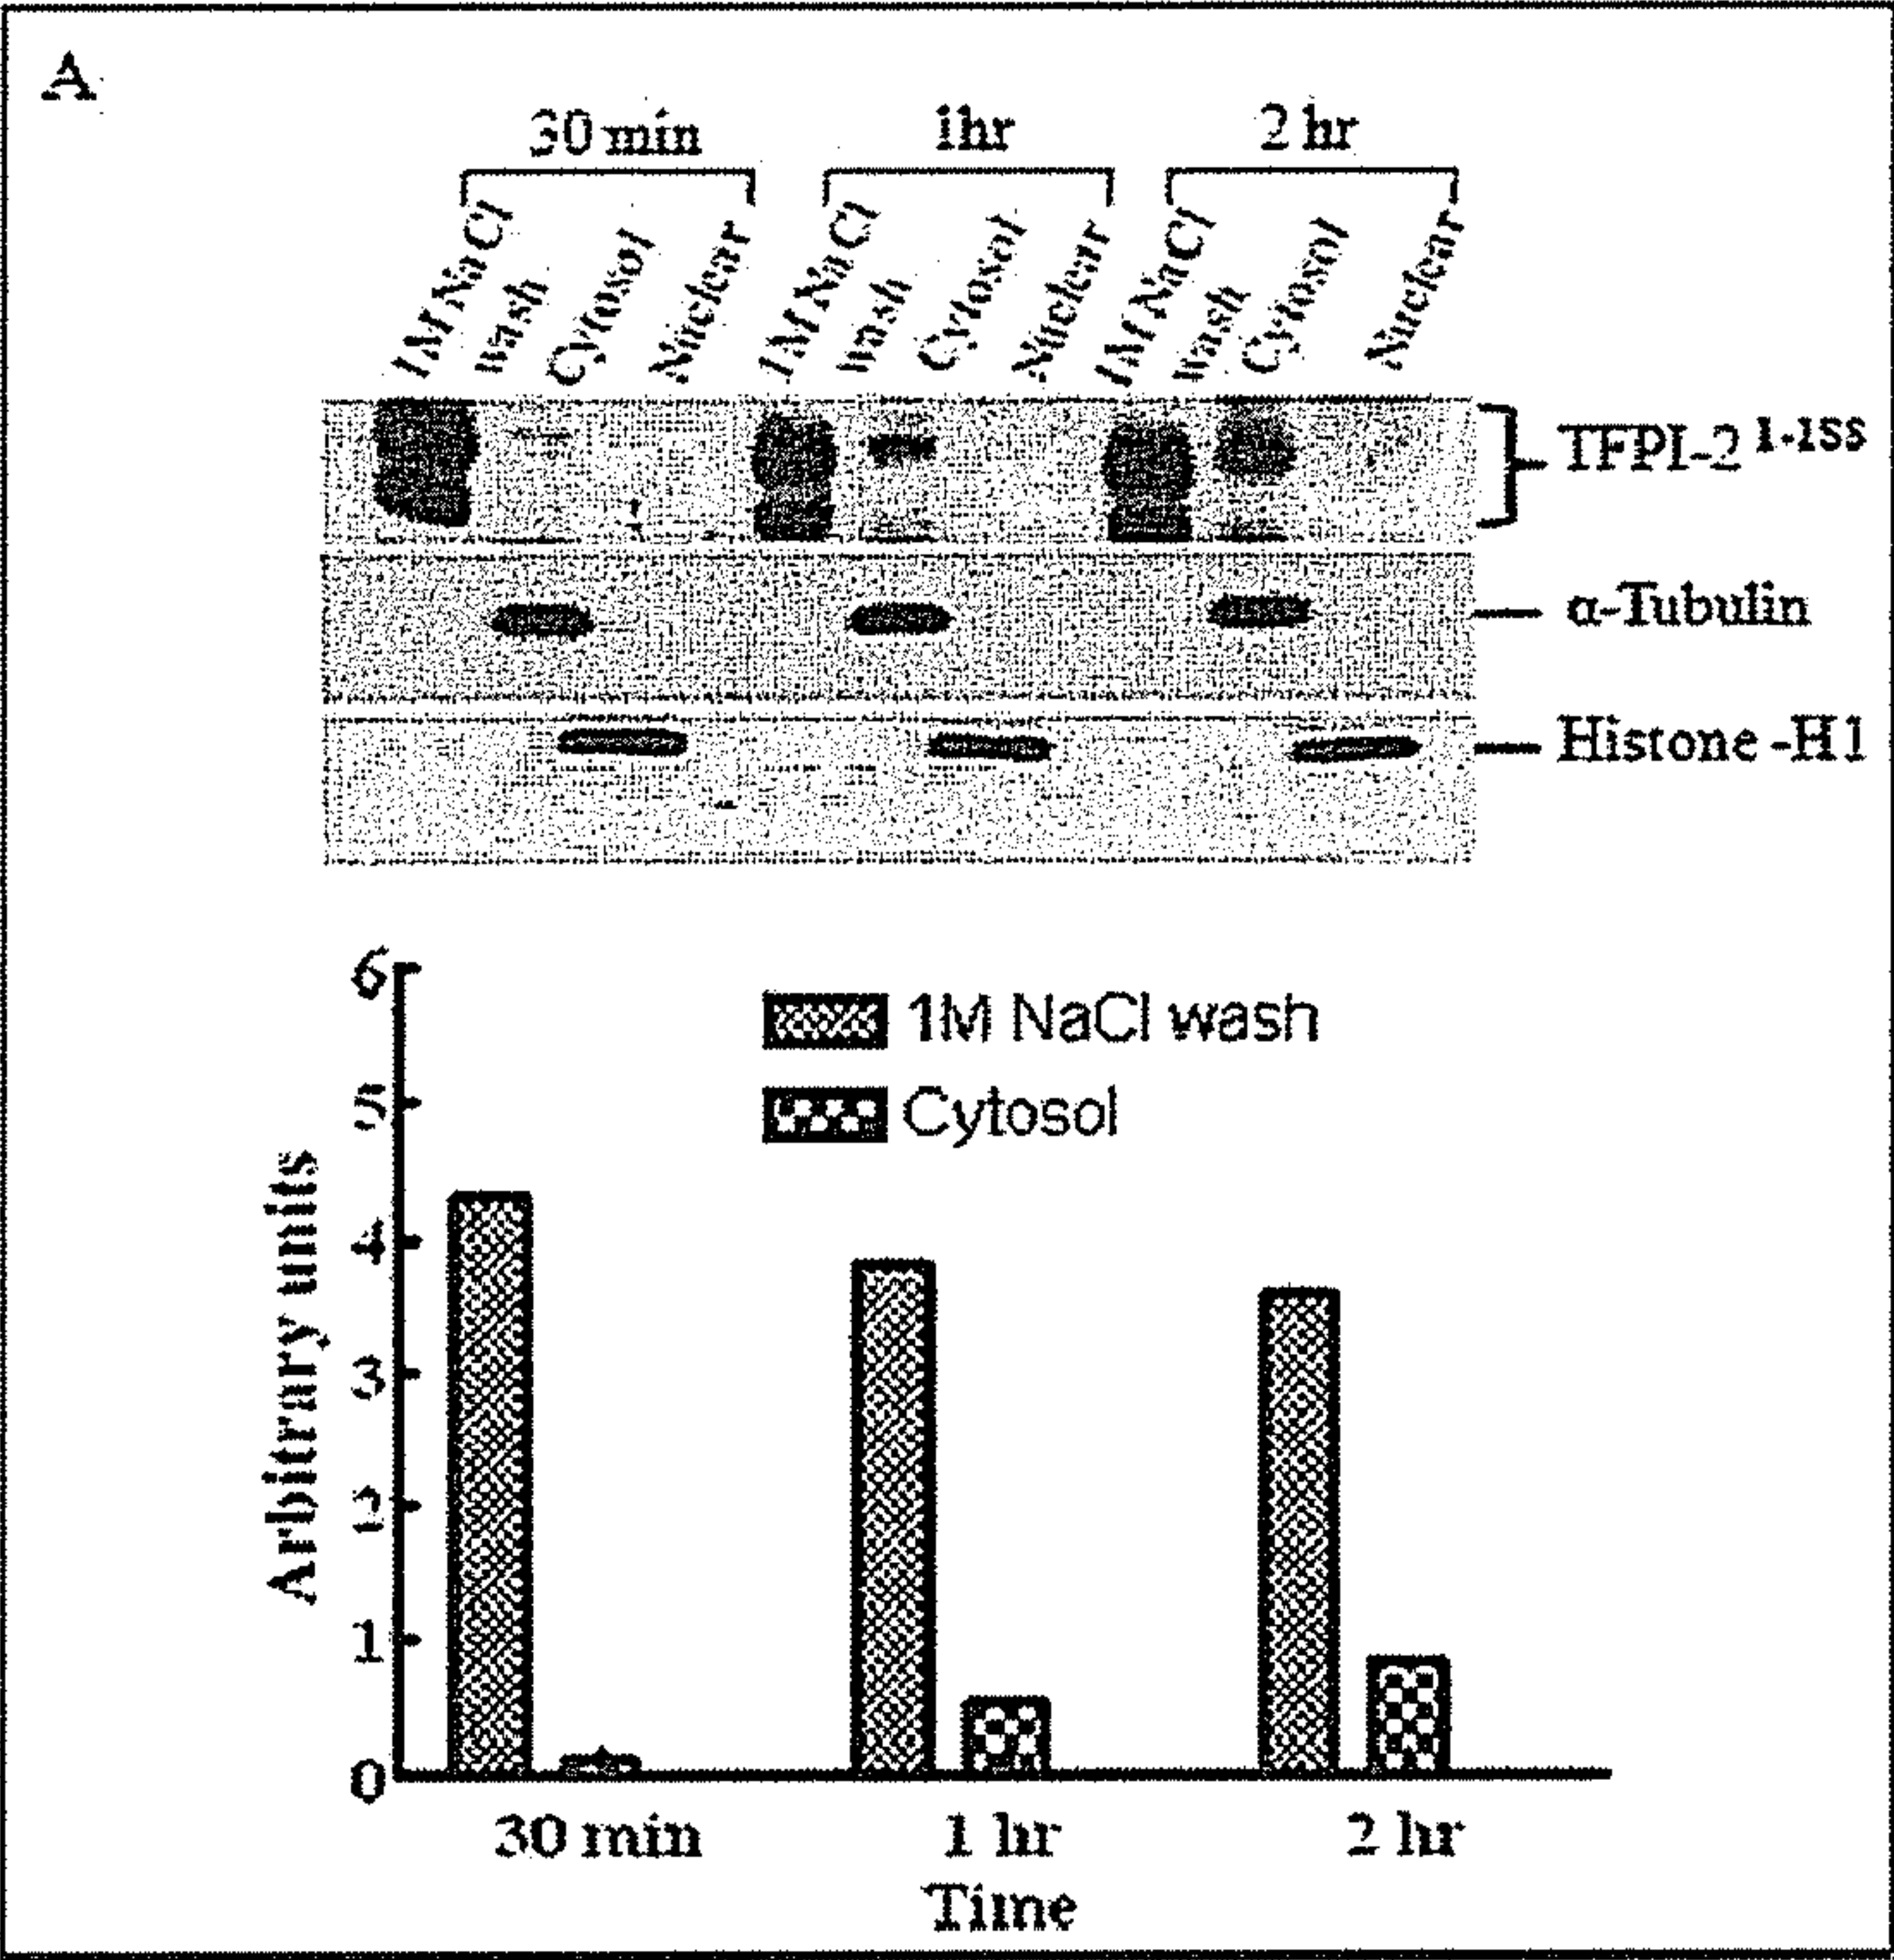 A
30 min 1hr 2 hr
1M NaCl wash Cytosol Nuclear 1M NaCl wash Cytosol Nuclear 1M NaCl wash Cytosol Nuclear
TFPI-2 1-1SS
α-Tubulin
Histone -H1
6
1M NaCl wash
5
Cytosol
4
3
2
1
0
Arbitrary units
30 min 1 hr 2 hr
Time